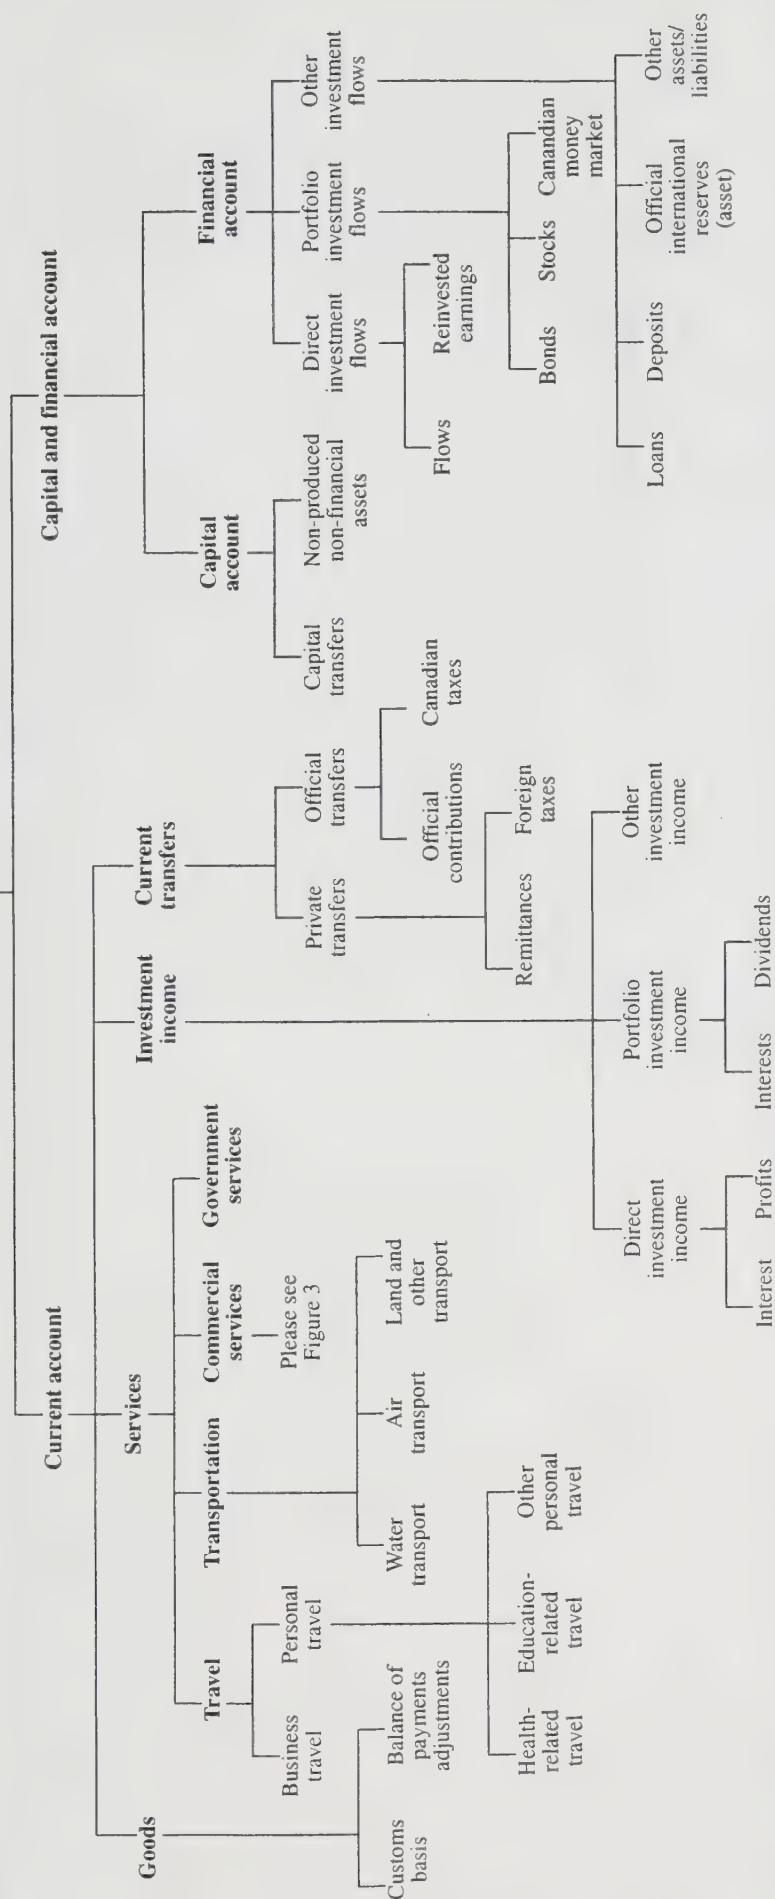 Current account
Capital and financial account
Goods
Services
Investment
income
Current
transfers
Capital
account
Financial
account
Travel
Transportation
Commercial
services
Government
services
Please see
Figure 3
Business
travel
Personal
travel
Private
transfers
Official
transfers
Capital
transfers
Non-produced
non-financial
assets
Direct
investment
flows
Portfolio
investment
flows
Other
investment
flows
Customs
basis
Balance of
payments
adjustments
Water
transport
Air
transport
Land and
other
transport
Official
contributions
Canadian
taxes
Flows
Reinvested
earnings
Health-
related
travel
Education-
related
travel
Other
personal
travel
Remittances
Foreign
taxes
Bonds
Stocks
Canandian
money
market
Direct
investment
income
Portfolio
investment
income
Other
investment
income
Loans
Deposits
Official
international
reserves
(asset)
Other
assets/
liabilities
Interest
Profits
Interests
Dividends